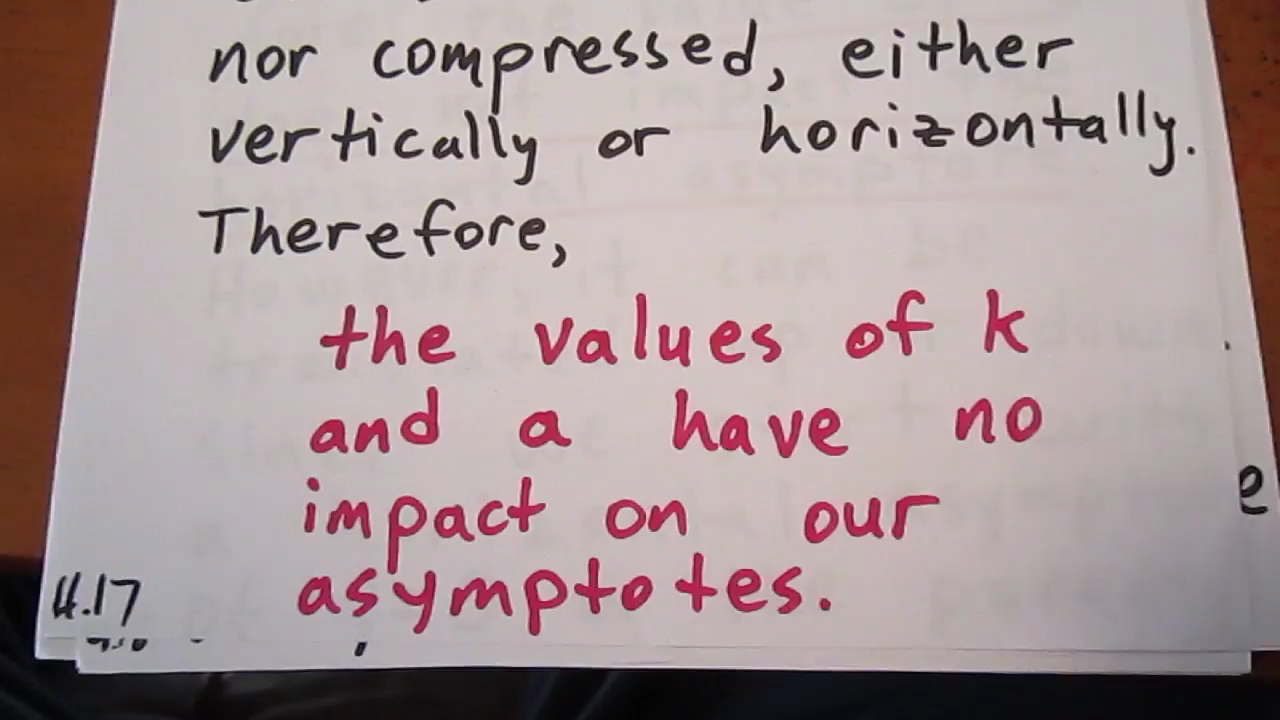 nor compressed, either
vertically or horizontally.
Therefore,
the values of k
and a have no
impact on our
asymptotes.
4.17
e